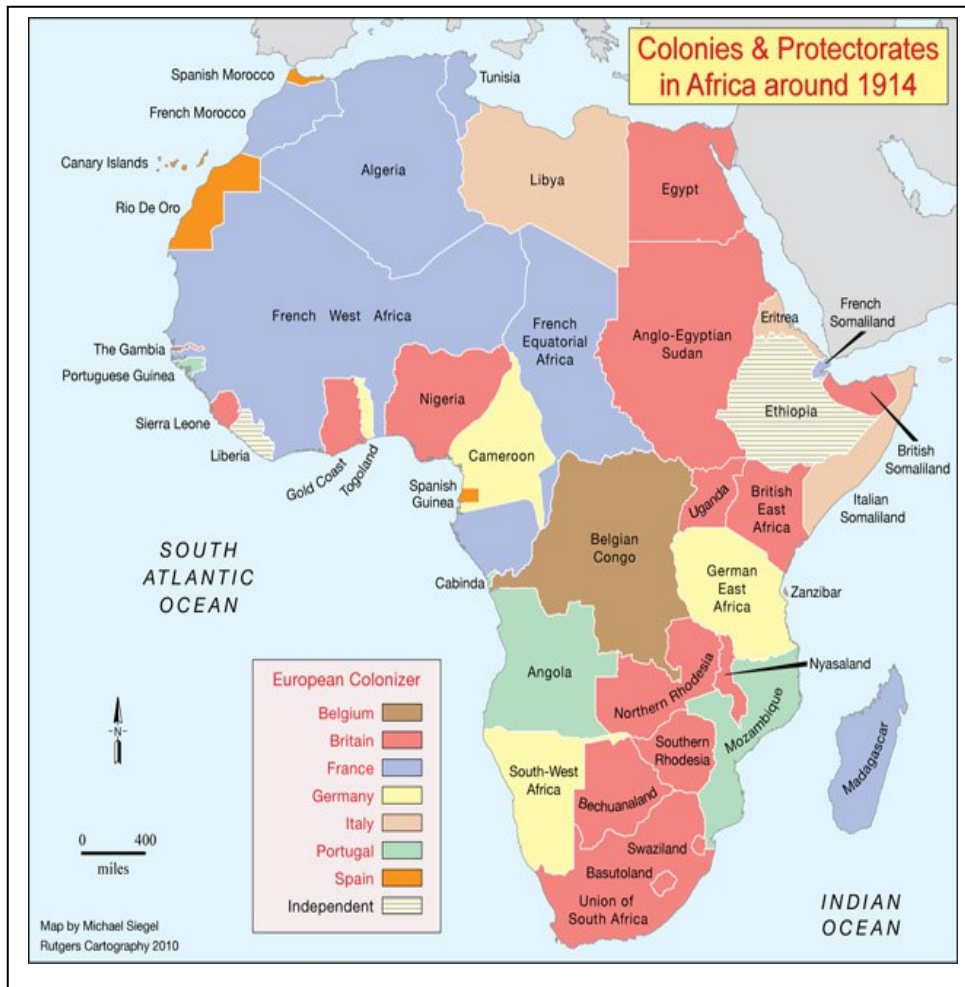 Colonies & Protectorates
in Africa around 1914
Spanish Morocco
Tunisia
French Morocco
Canary Islands
Algeria
Libya
Egypt
Rio De Oro
French West Africa
French
Equatorial
Africa
Anglo-Egyptian
Sudan
Eritrea
French
Somaliland
The Gambia
Portuguese Guinea
Nigeria
Ethiopia
Sierra Leone
Liberia
Gold Coast
Togoland
Cameroon
British
Somaliland
Spanish
Guinea
Uganda
British
East
Africa
Italian
Somaliland
SOUTH
ATLANTIC
OCEAN
Belgian
Congo
Cabinda
German
East
Africa
Zanzibar
Angola
Northern Rhodesia
Nyasaland
Mozambique
Madagascar
Southern
Rhodesia
South-West
Africa
Bechuanaland
Swaziland
Basutoland
Union of
South Africa
INDIAN
OCEAN
European Colonizer
Belgium
Britain
France
Germany
Italy
Portugal
Spain
Independent
N
0 400
miles
Map by Michael Siegel
Rutgers Cartography 2010